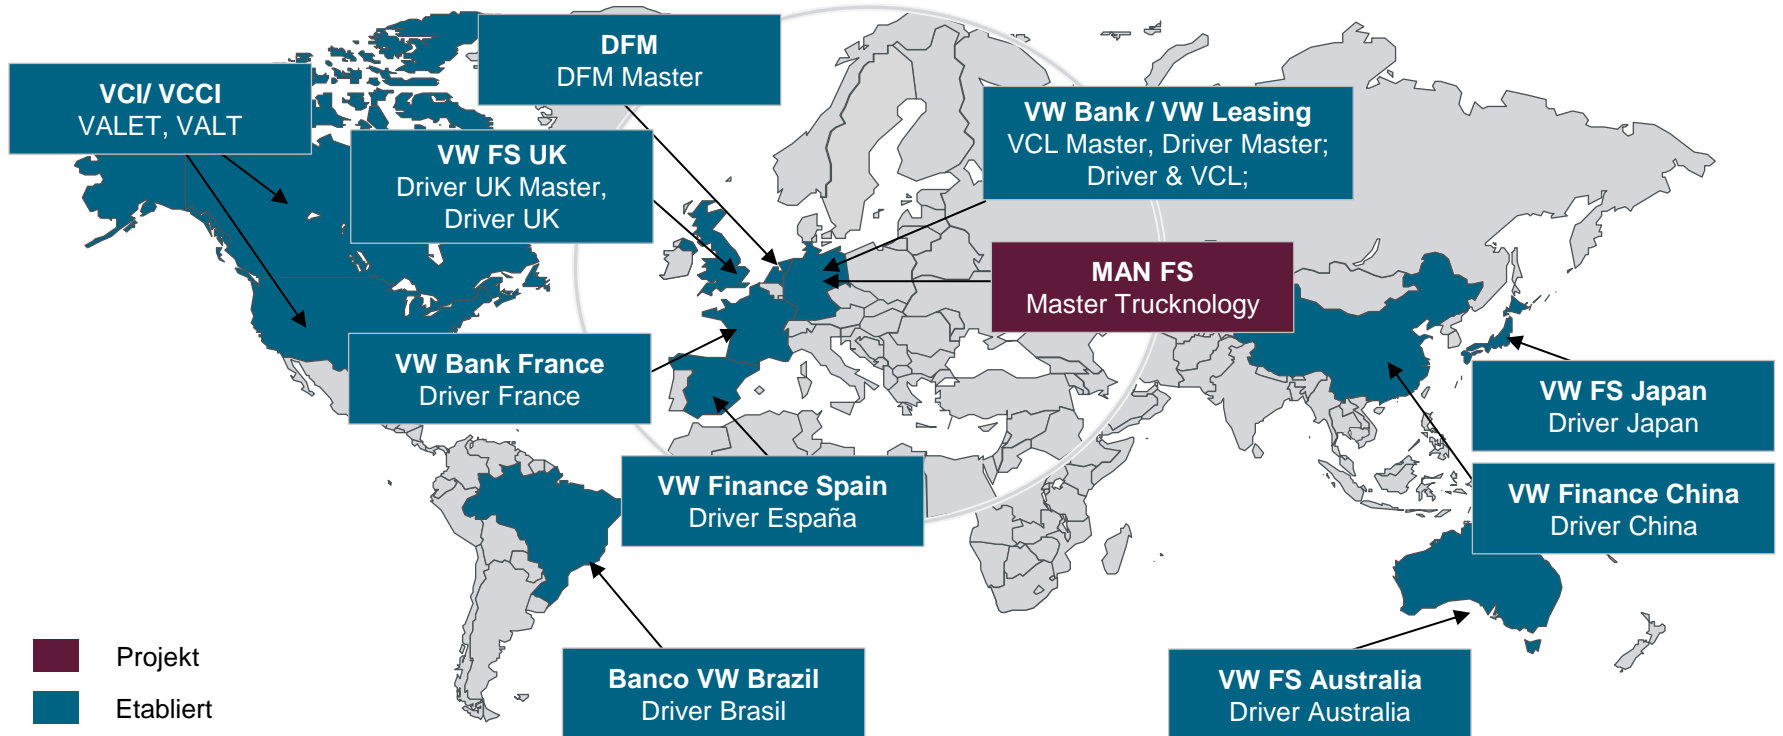 DFM
DFM Master
VCI/ VCCI
VALET, VALT
VW Bank / VW Leasing
VCL Master, Driver Master;
Driver & VCL;
VW FS UK
Driver UK Master,
Driver UK
MAN FS
Master Trucknology
VW Bank France
Driver France
VW FS Japan
Driver Japan
VW Finance Spain
Driver España
VW Finance China
Driver China
Banco VW Brazil
Driver Brasil
VW FS Australia
Driver Australia
Projekt
Etabliert